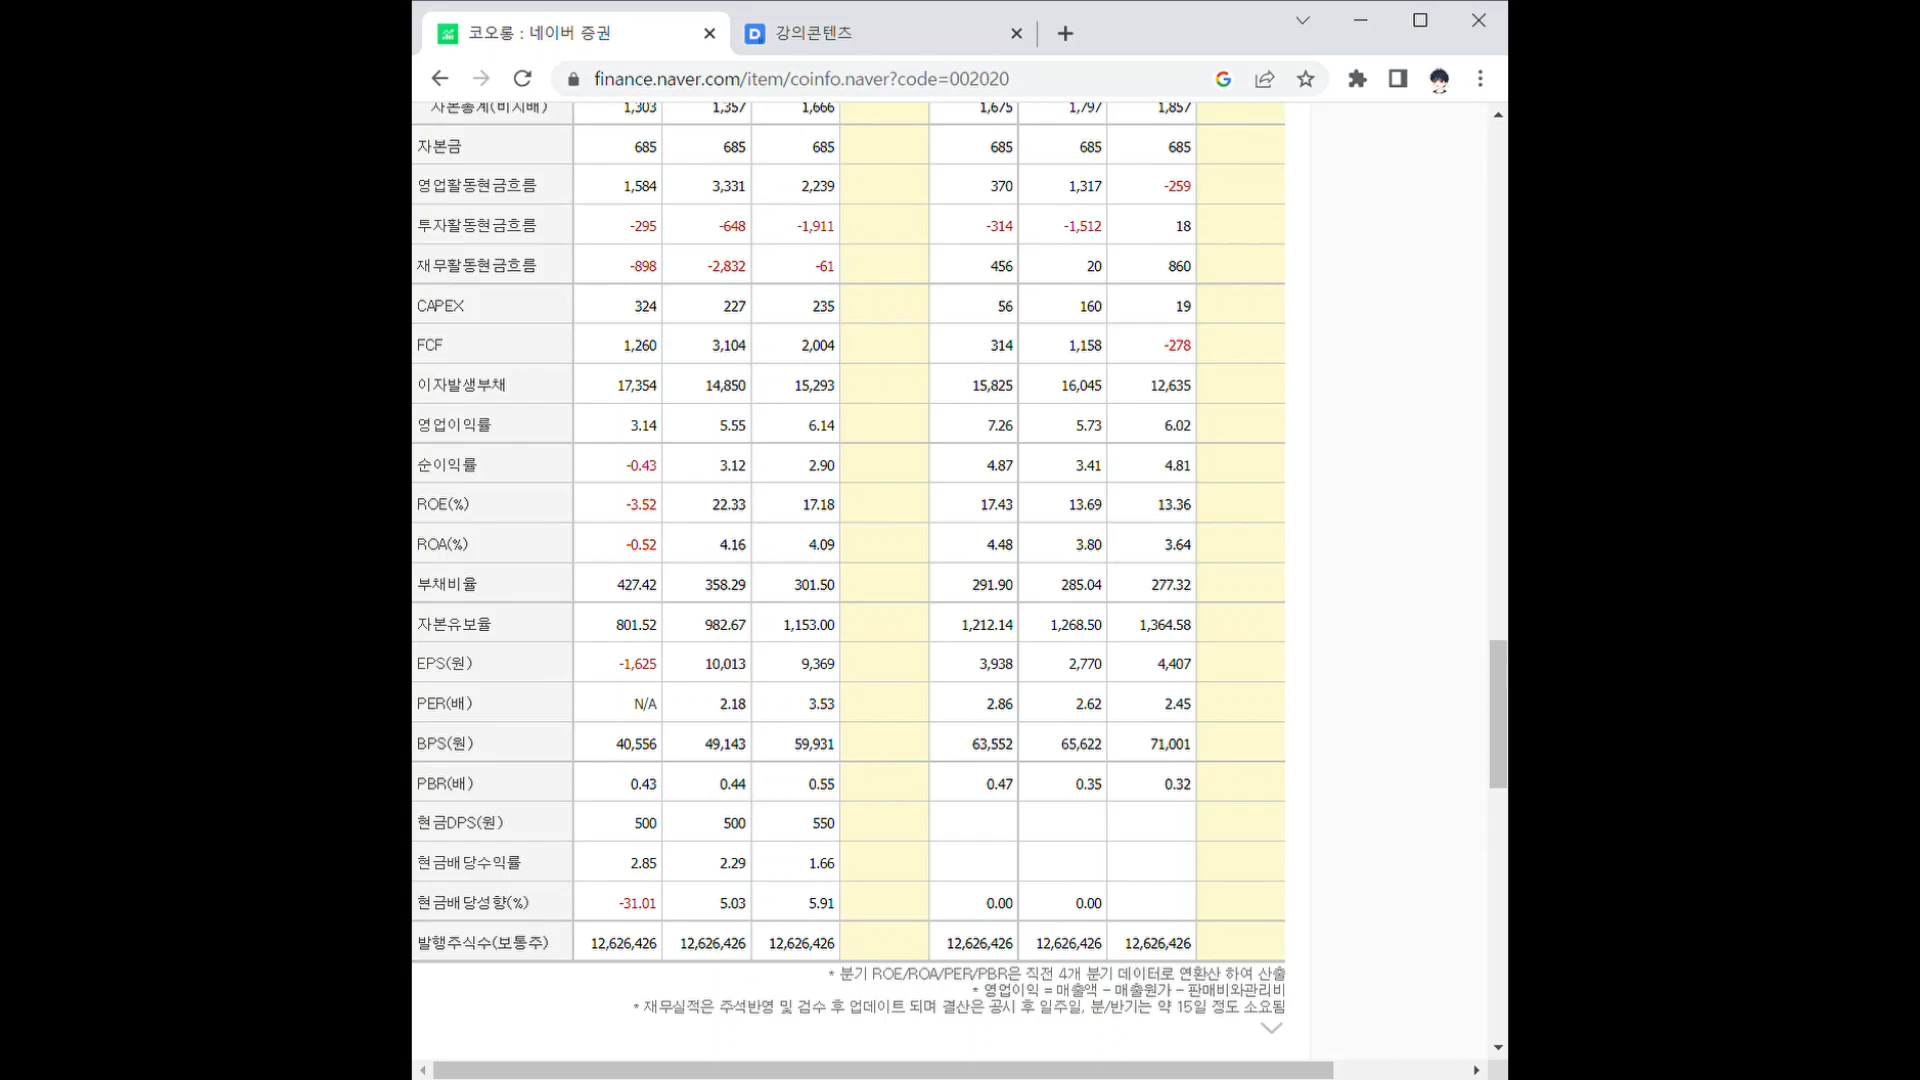 코오롱 : 네이버 증권
강의콘텐츠
finance.naver.com/item/coinfo.naver?code=002020
자본총계(비지배) 1,303 1,357 1,666 1,675 1,797 1,857
자본금 685 685 685 685 685 685
영업활동현금흐름 1,584 3,331 2,239 370 1,317 -259
투자활동현금흐름 -295 -648 -1,911 -314 -1,512 18
재무활동현금흐름 -898 -2,832 -61 456 20 860
CAPEX 324 227 235 56 160 19
FCF 1,260 3,104 2,004 314 1,158 -278
이자발생부채 17,354 14,850 15,293 15,825 16,045 12,635
영업이익률 3.14 5.55 6.14 7.26 5.73 6.02
순이익률 -0.43 3.12 2.90 4.87 3.41 4.81
ROE(%) -3.52 22.33 17.18 17.43 13.69 13.36
ROA(%) -0.52 4.16 4.09 4.48 3.80 3.64
부채비율 427.42 358.29 301.50 291.90 285.04 277.32
자본유보율 801.52 982.67 1,153.00 1,212.14 1,268.50 1,364.58
EPS(원) -1,625 10,013 9,369 3,938 2,770 4,407
PER(배) N/A 2.18 3.53 2.86 2.62 2.45
BPS(원) 40,556 49,143 59,931 63,552 65,622 71,001
PBR(배) 0.43 0.44 0.55 0.47 0.35 0.32
현금DPS(원) 500 500 550
현금배당수익률 2.85 2.29 1.66
현금배당성향(%) -31.01 5.03 5.91 0.00 0.00
발행주식수(보통주) 12,626,426 12,626,426 12,626,426 12,626,426 12,626,426 12,626,426
* 분기 ROE/ROA/PER/PBR은 직전 4개 분기 데이터로 연환산 하여 산출
* 영업이익 = 매출액 - 매출원가 - 판매비와관리비
* 재무실적은 주석반영 및 검수 후 업데이트 되며 결산은 공시 후 일주일, 분/반기는 약 15일 정도 소요됨